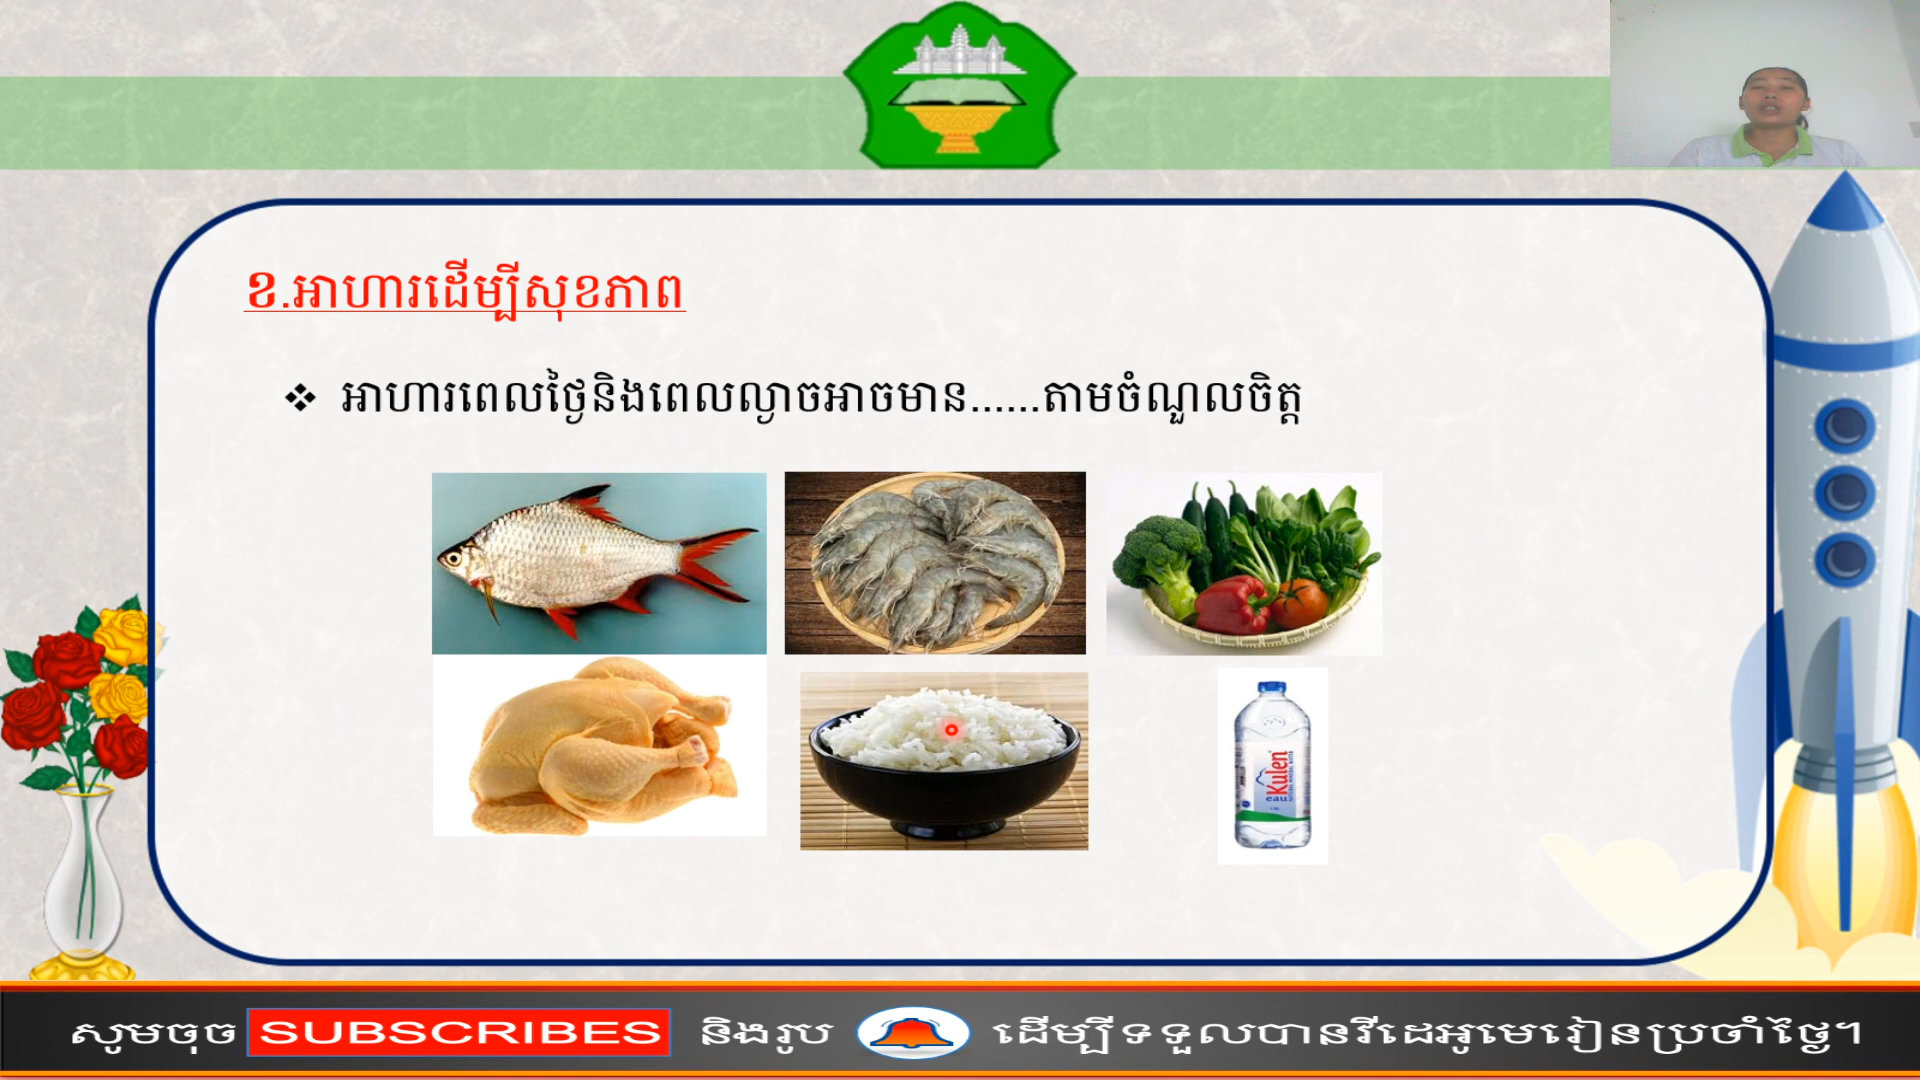 ខ.អាហារដើម្បីសុខភាព
❖ អាហារពេលថ្ងៃនិងពេលល្ងាចអាចមាន......តាមចំណួលចិត្ត
eau Kulen
សូមចុច SUBSCRIBES និងរូប ដើម្បីទទួលបានវីដេអូមេរៀនប្រចាំថ្ងៃ។